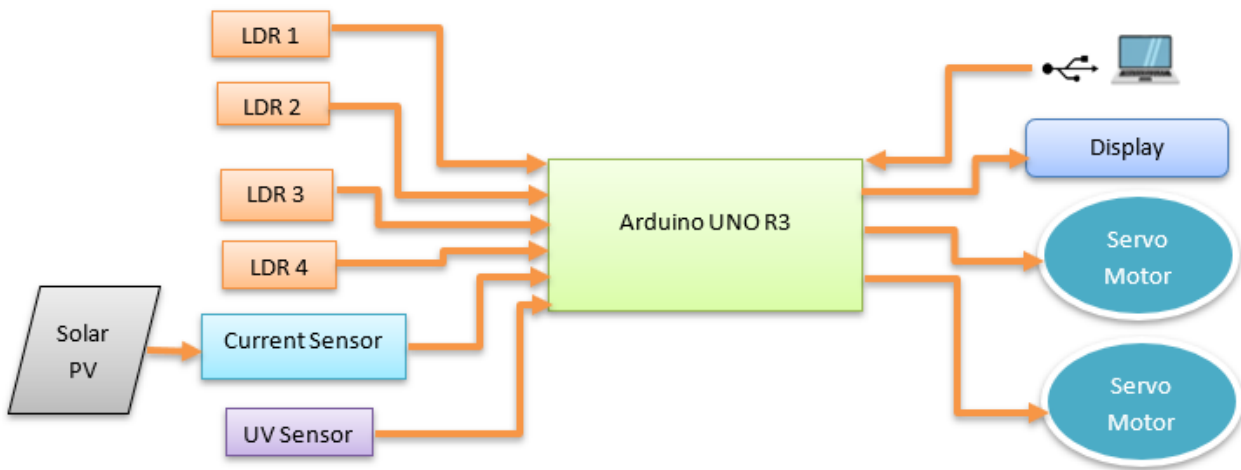 LDR 1
LDR 2
LDR 3
LDR 4
Solar
PV
Current Sensor
UV Sensor
Arduino UNO R3
Display
Servo
Motor
Servo
Motor